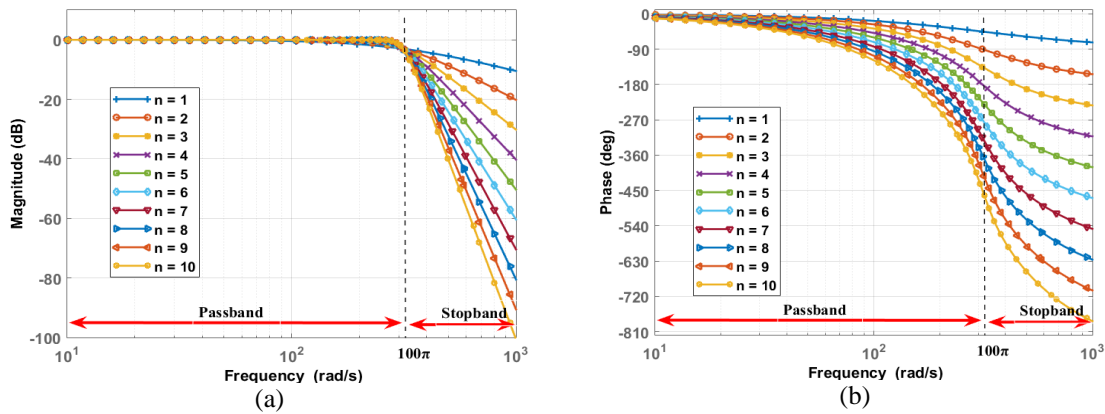 0
-20
-40
-60
-80
-100
Magnitude (dB)
n = 1
n = 2
n = 3
n = 4
n = 5
n = 6
n = 7
n = 8
n = 9
n = 10
Passband
Stopband
10^1
10^2
100π
10^3
Frequency (rad/s)
(a)
0
-90
-180
-270
-360
-450
-540
-630
-720
-810
Phase (deg)
n = 1
n = 2
n = 3
n = 4
n = 5
n = 6
n = 7
n = 8
n = 9
n = 10
Passband
Stopband
10^1
10^2
100π
10^3
Frequency (rad/s)
(b)